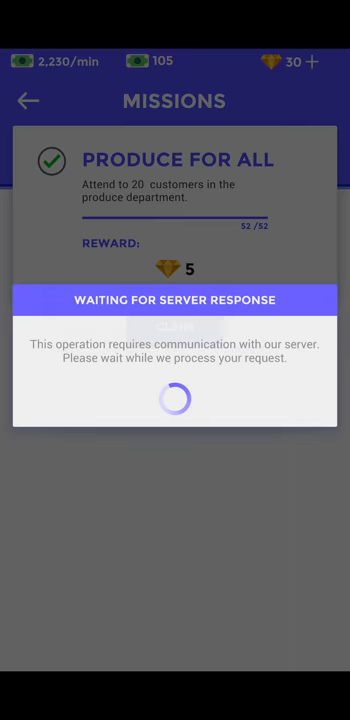 2,230/min 105 30
MISSIONS
PRODUCE FOR ALL
Attend to 20 customers in the
produce department.
52 /52
REWARD:
5
WAITING FOR SERVER RESPONSE
CLAIM
This operation requires communication with our server.
Please wait while we process your request.